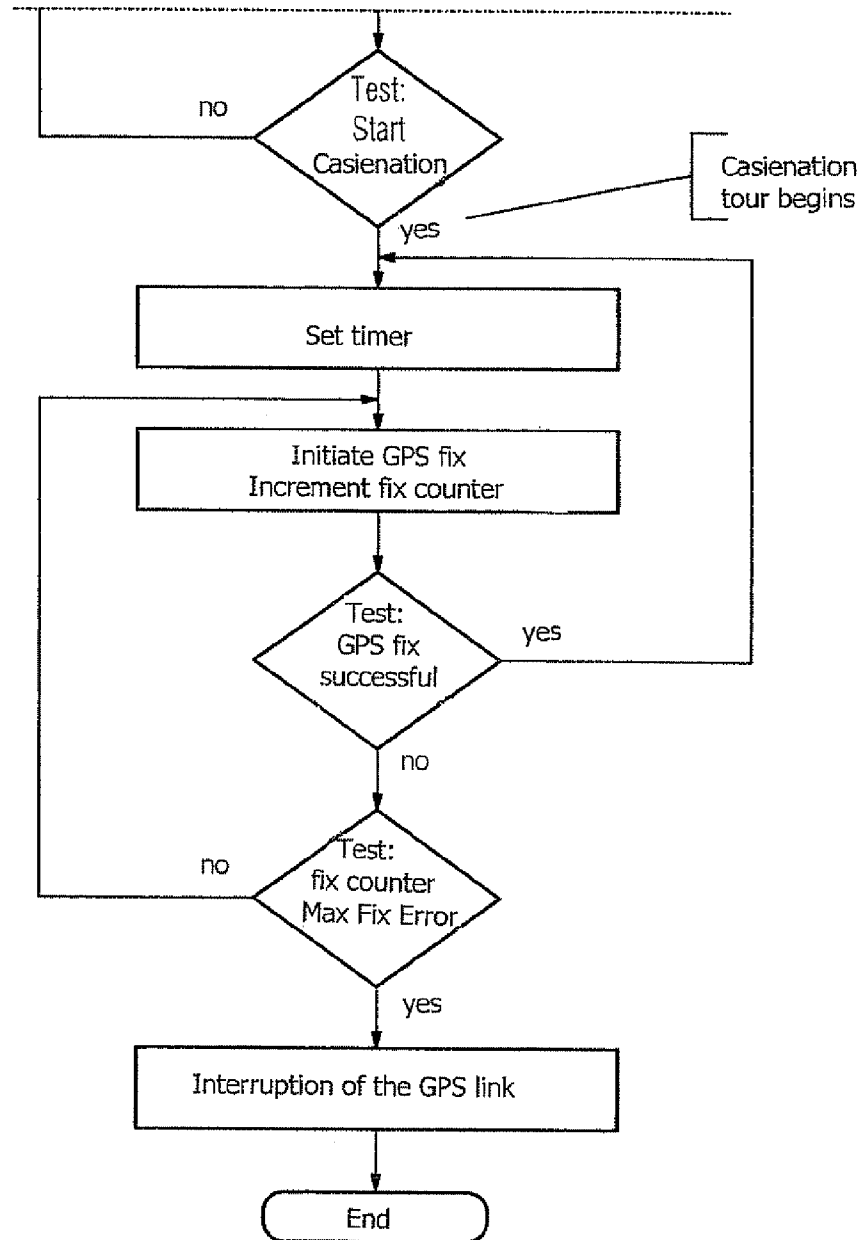 Test:
Start
Casienation
no
yes
Casienation
tour begins
Set timer
Initiate GPS fix
Increment fix counter
Test:
GPS fix
successful
yes
no
Test:
fix counter
Max Fix Error
no
yes
Interruption of the GPS link
End